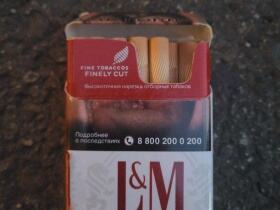 FINE TOBACCOS
FINELY CUT
Высокоточная нарезка отборных табаков
Подробнее
о последствиях 8 800 200 0 200
L&M